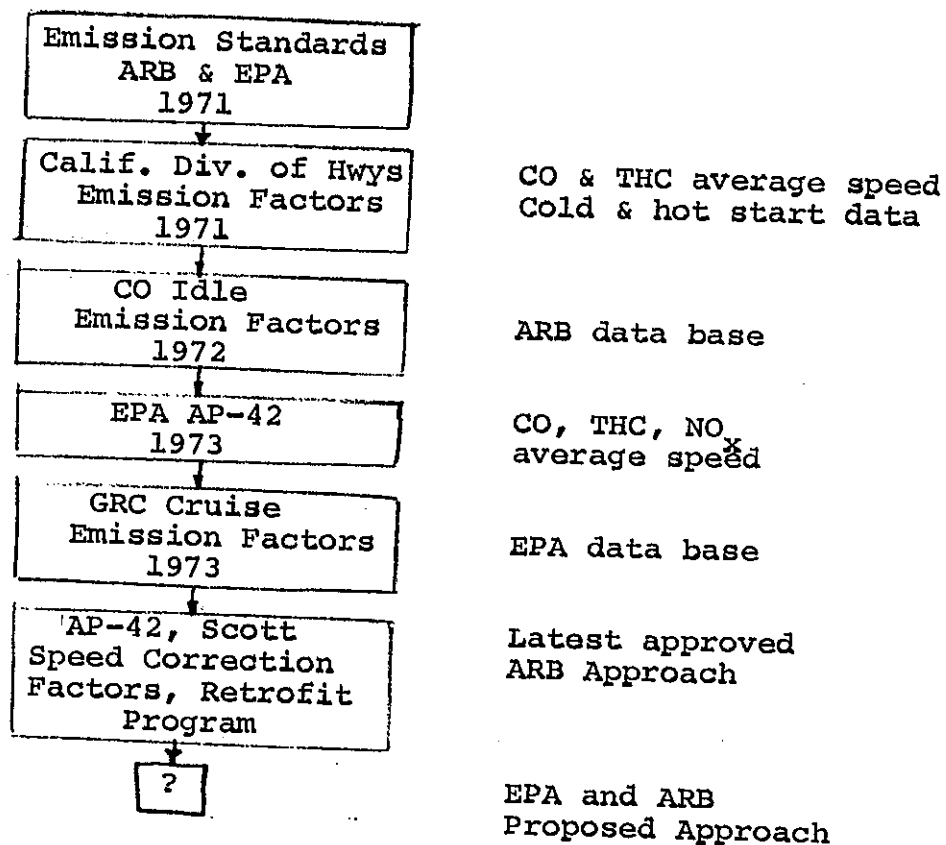 Emission Standards
ARB & EPA
1971
Calif. Div. of Hwys
Emission Factors
1971
CO & THC average speed
Cold & hot start data
CO Idle
Emission Factors
1972
ARB data base
EPA AP-42
1973
CO, THC, NOx
average speed
GRC Cruise
Emission Factors
1973
EPA data base
AP-42, Scott
Speed Correction
Factors, Retrofit
Program
Latest approved
ARB Approach
?
EPA and ARB
Proposed Approach